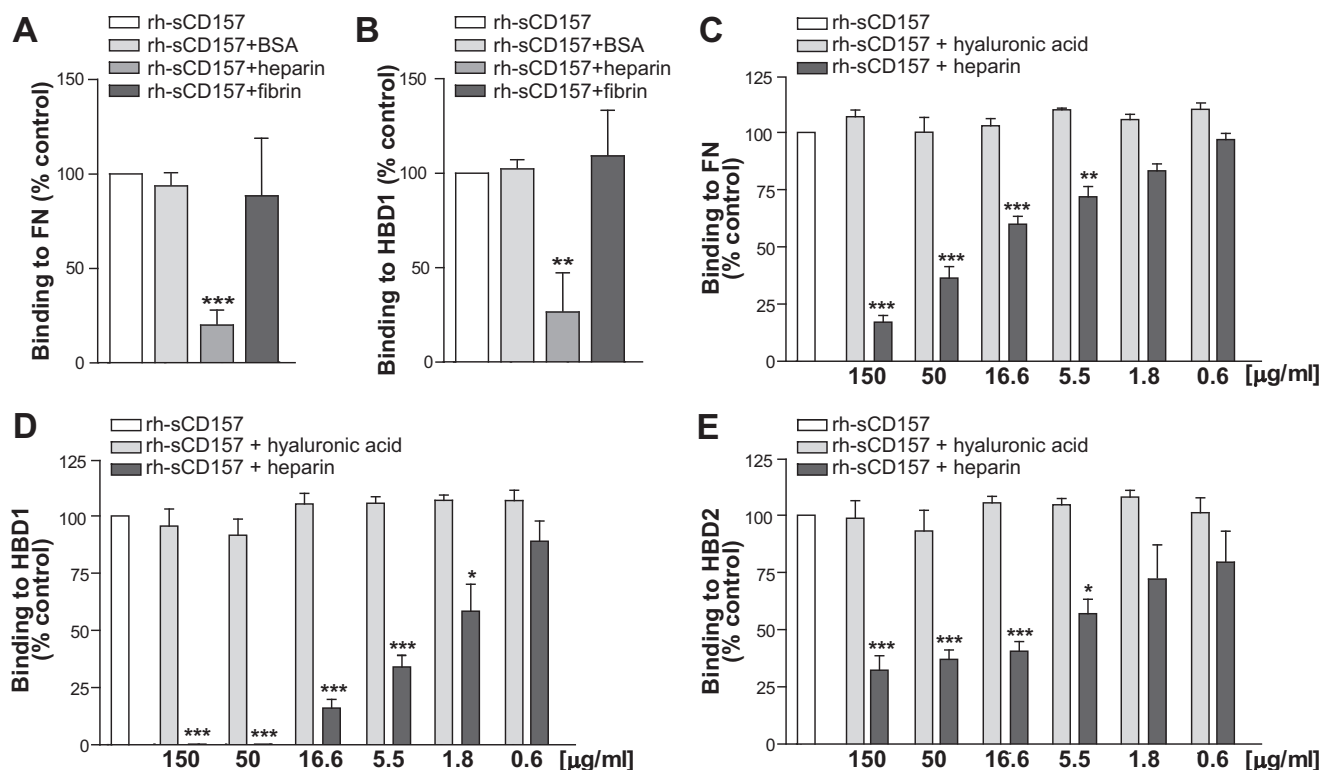 A
rh-sCD157
rh-sCD157+BSA
rh-sCD157+heparin
rh-sCD157+fibrin
Binding to FN (% control)
150
100
50
0
***
B
rh-sCD157
rh-sCD157+BSA
rh-sCD157+heparin
rh-sCD157+fibrin
Binding to HBD1 (% control)
150
100
50
0
**
C
rh-sCD157
rh-sCD157 + hyaluronic acid
rh-sCD157 + heparin
Binding to FN
(% control)
125
100
75
50
25
0
*** *** *** **
150 50 16.6 5.5 1.8 0.6 [µg/ml]
D
rh-sCD157
rh-sCD157 + hyaluronic acid
rh-sCD157 + heparin
Binding to HBD1
(% control)
125
100
75
50
25
0
*** *** *** *** *
150 50 16.6 5.5 1.8 0.6 [µg/ml]
E
rh-sCD157
rh-sCD157 + hyaluronic acid
rh-sCD157 + heparin
Binding to HBD2
(% control)
125
100
75
50
25
0
*** *** *** *
150 50 16.6 5.5 1.8 0.6 [µg/ml]